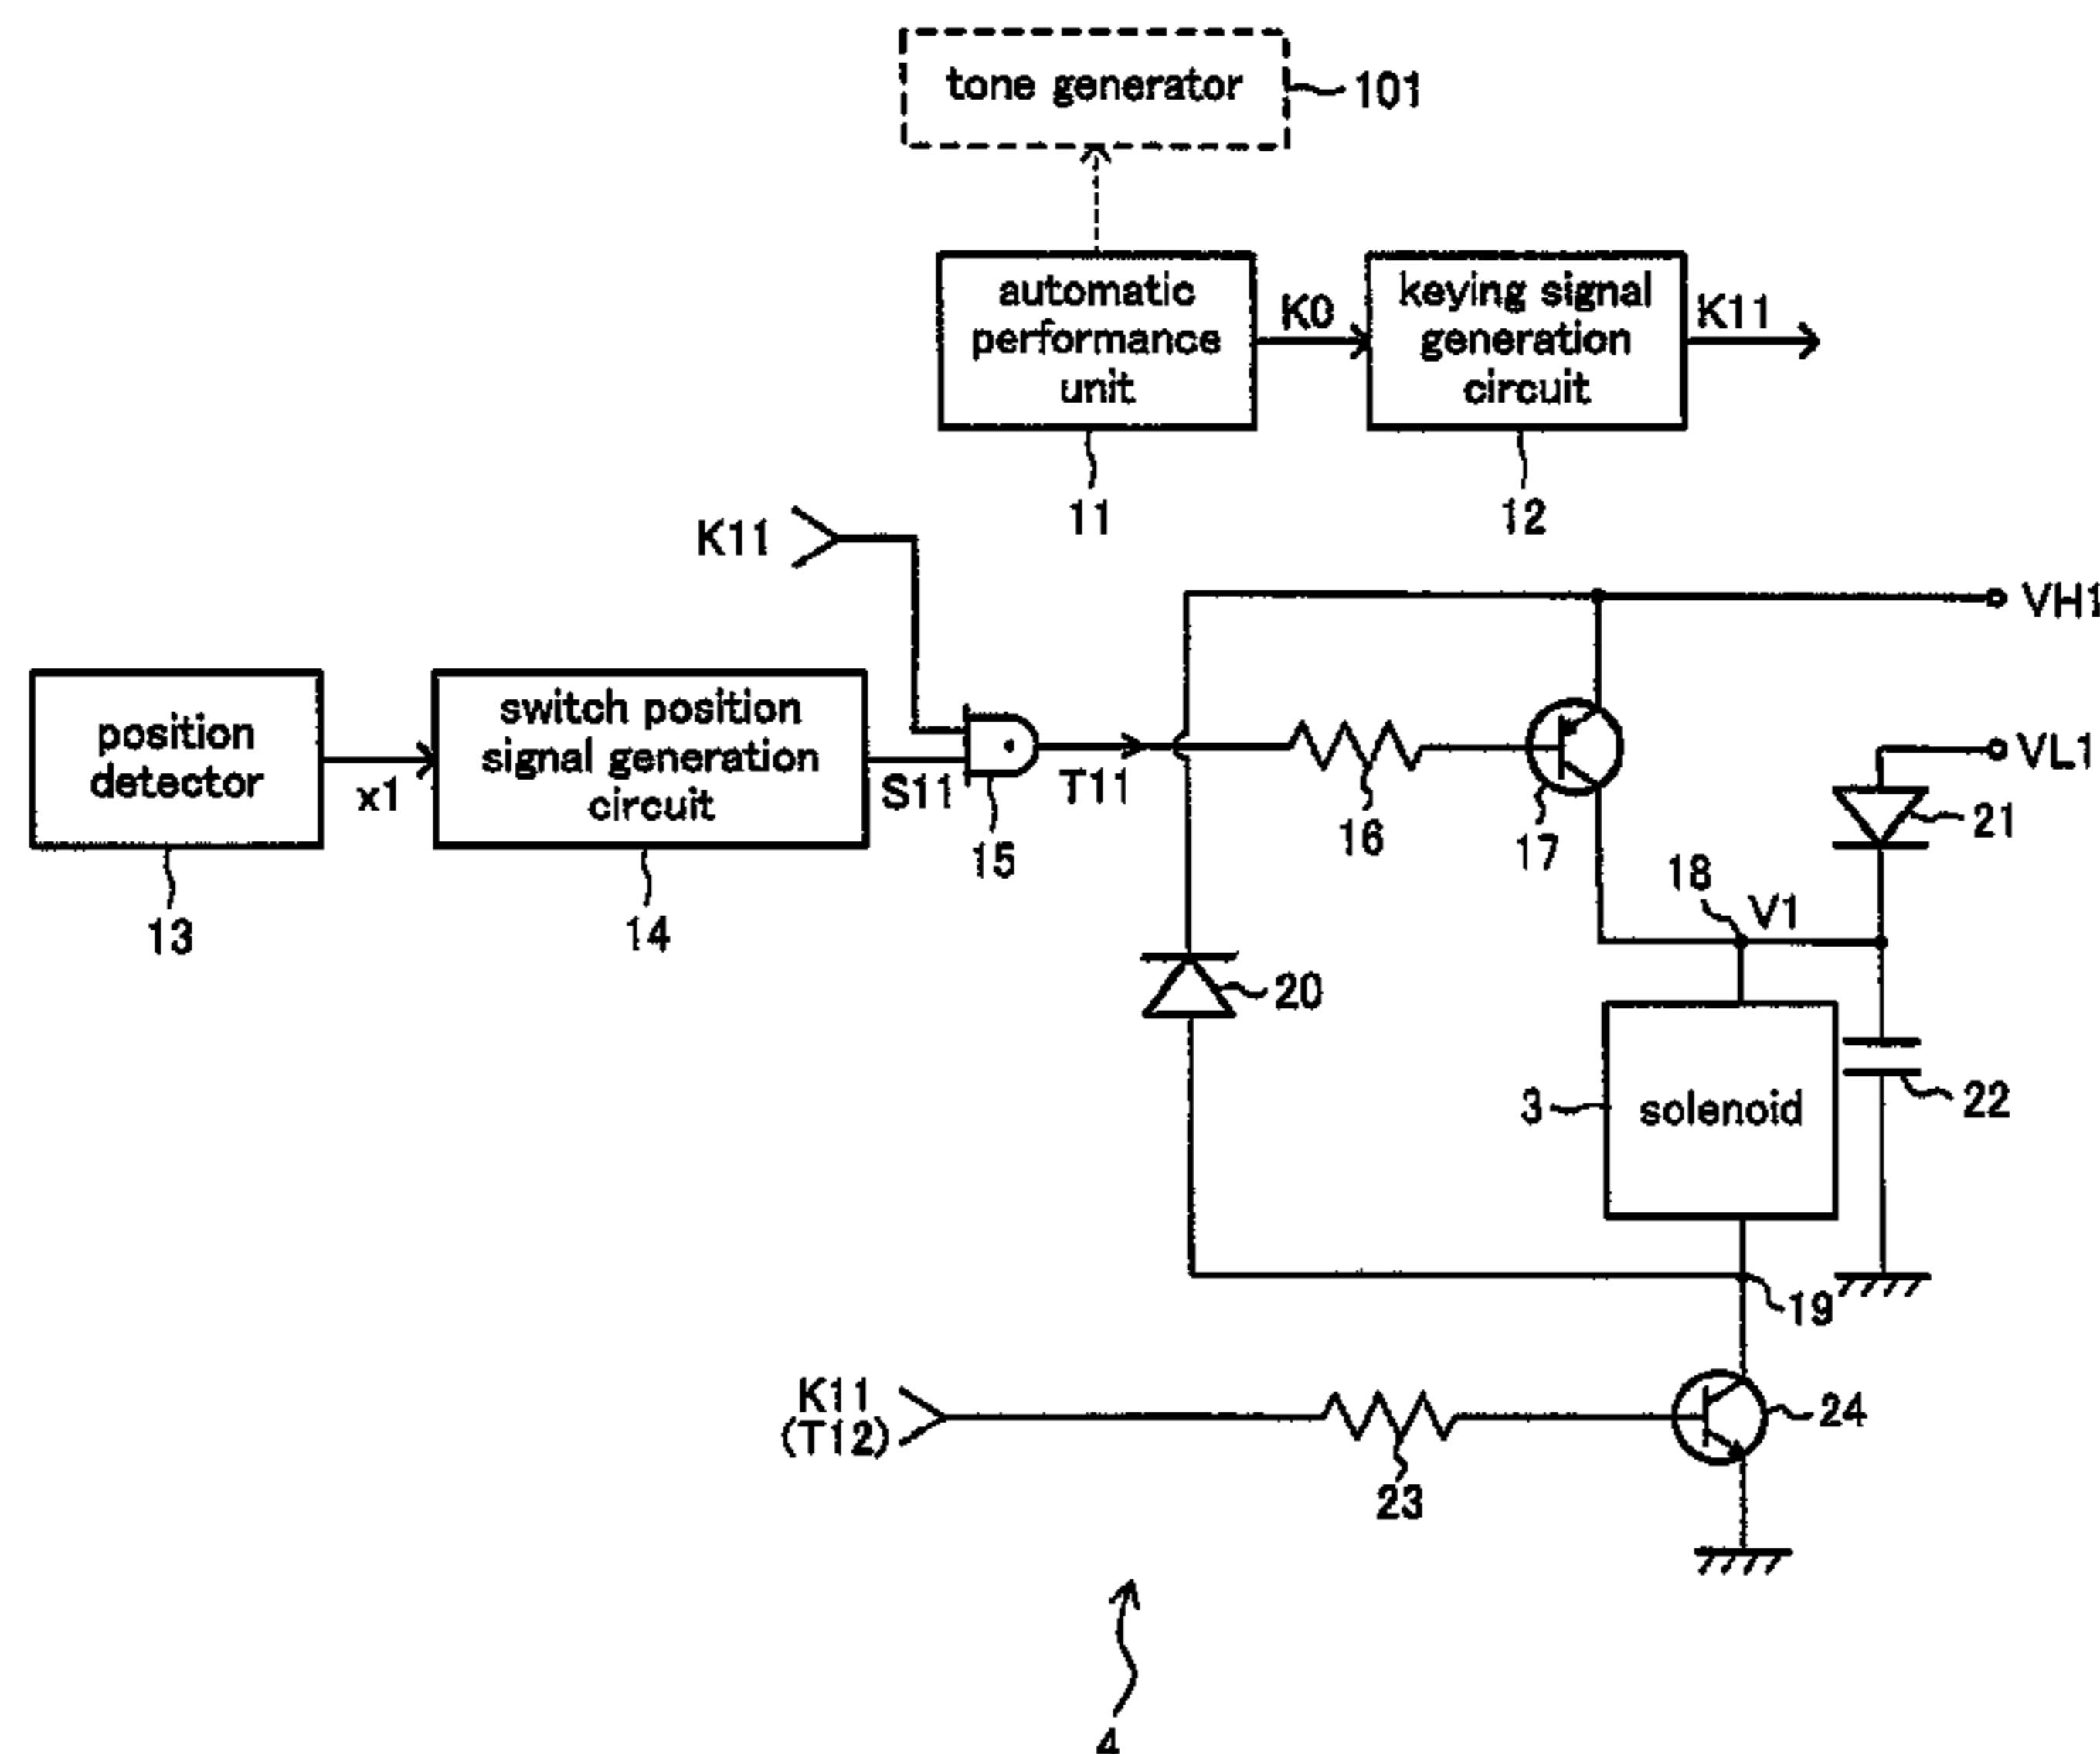 tone generator
101
automatic
performance
unit
K0
keying signal
generation
circuit
K11
11
12
K11
VH1
position
detector
x1
switch position
signal generation
circuit
S11
15
T11
16
17
VL1
21
13
14
18
V1
20
3
solenoid
22
19
K11
(T12)
23
24
4